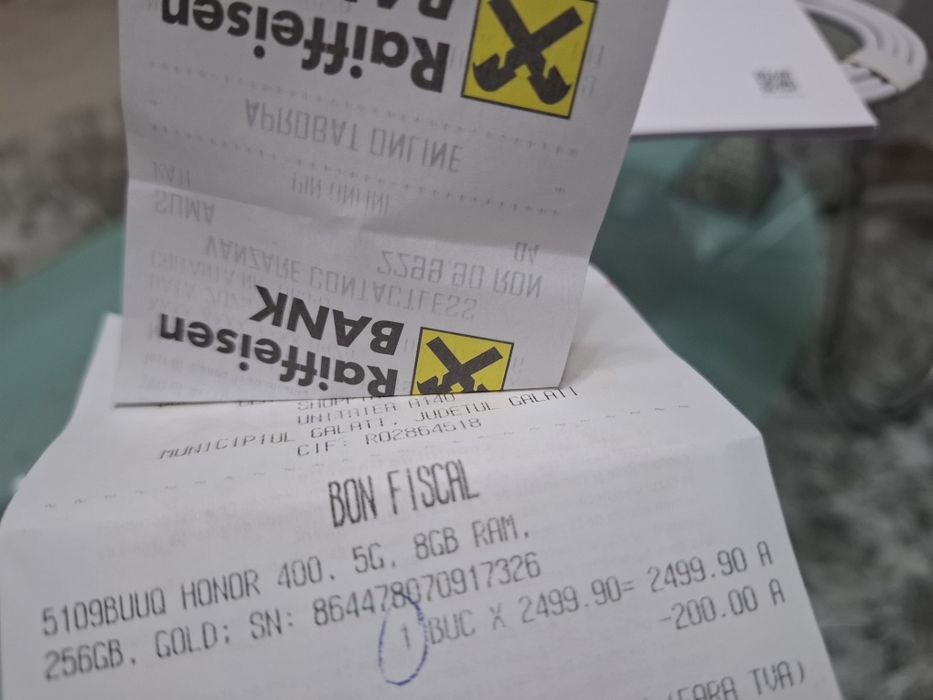 Raiffeisen
BANK
APROBAT ONLINE
SUMA
2299.90 RON
VANZARE CONTACTLESS
Raiffeisen
BANK
UNITATEA A140
MUNICIPIUL GALATI, JUDETUL GALATI
CIF: RO2864518
BON FISCAL
5109BUUQ HONOR 400, 5G, 8GB RAM,
256GB, GOLD; SN: 864478070917326
1 BUC X 2499.90= 2499.90 A
-200.00 A
(FARA TVA)